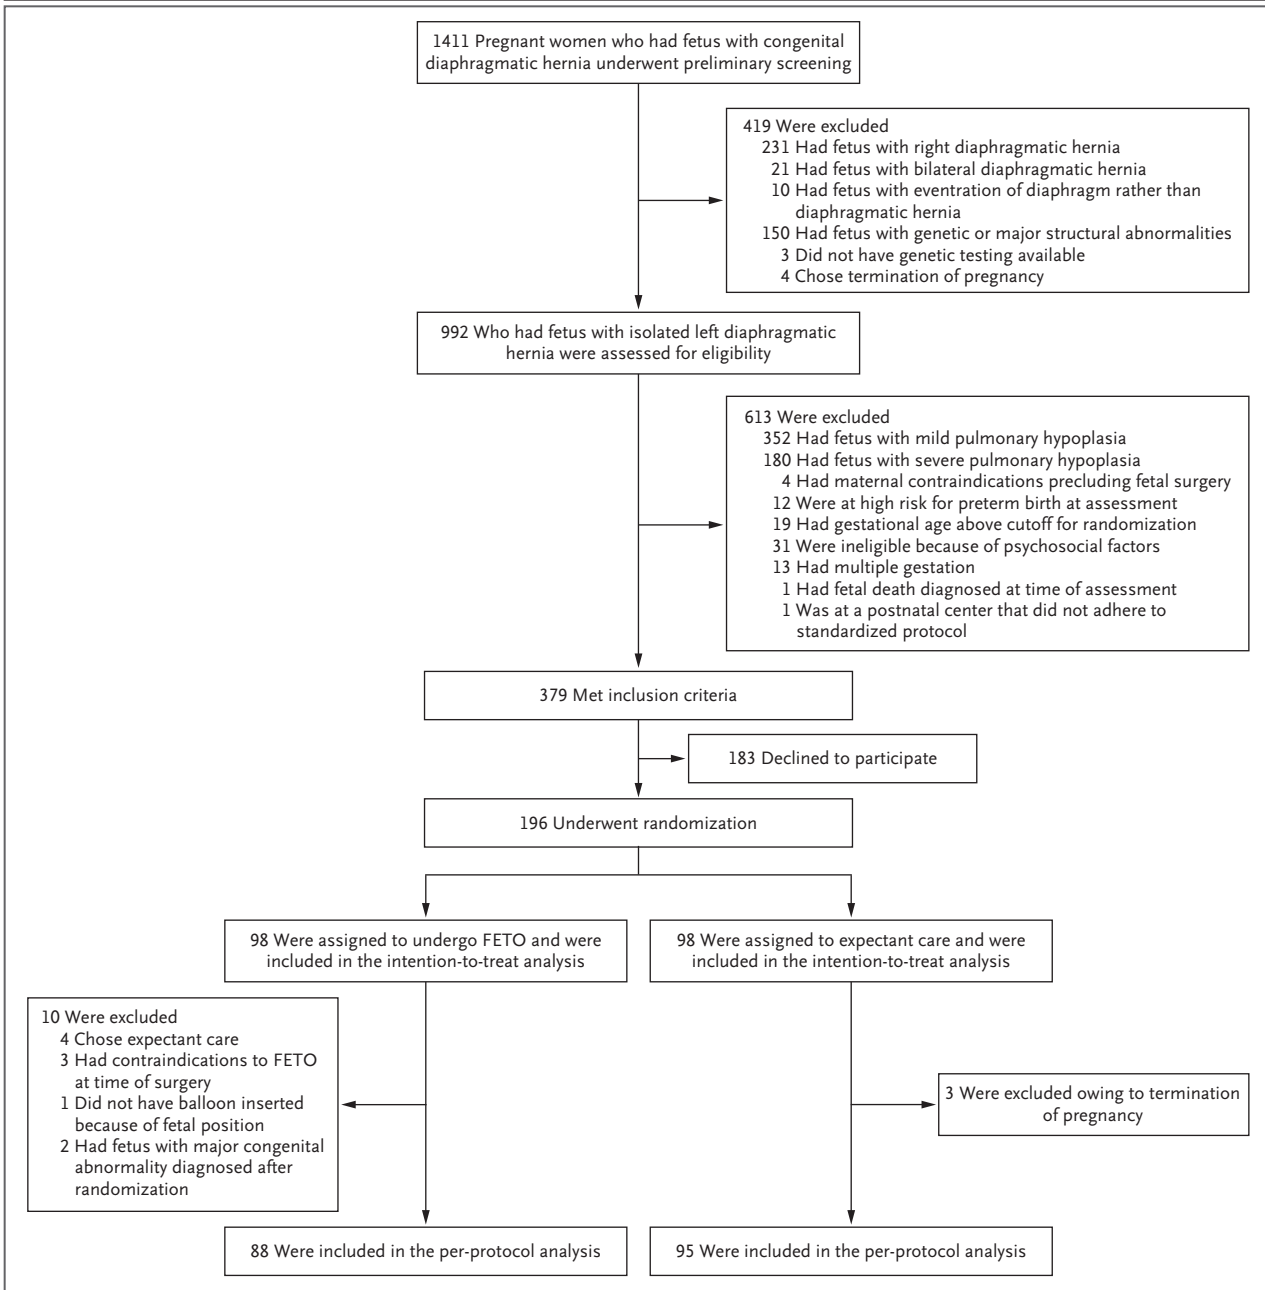 1411 Pregnant women who had fetus with congenital
diaphragmatic hernia underwent preliminary screening
419 Were excluded
231 Had fetus with right diaphragmatic hernia
21 Had fetus with bilateral diaphragmatic hernia
10 Had fetus with eventration of diaphragm rather than
diaphragmatic hernia
150 Had fetus with genetic or major structural abnormalities
3 Did not have genetic testing available
4 Chose termination of pregnancy
992 Who had fetus with isolated left diaphragmatic
hernia were assessed for eligibility
613 Were excluded
352 Had fetus with mild pulmonary hypoplasia
180 Had fetus with severe pulmonary hypoplasia
4 Had maternal contraindications precluding fetal surgery
12 Were at high risk for preterm birth at assessment
19 Had gestational age above cutoff for randomization
31 Were ineligible because of psychosocial factors
13 Had multiple gestation
1 Had fetal death diagnosed at time of assessment
1 Was at a postnatal center that did not adhere to
standardized protocol
379 Met inclusion criteria
183 Declined to participate
196 Underwent randomization
98 Were assigned to undergo FETO and were
included in the intention-to-treat analysis
98 Were assigned to expectant care and were
included in the intention-to-treat analysis
10 Were excluded
4 Chose expectant care
3 Had contraindications to FETO
at time of surgery
1 Did not have balloon inserted
because of fetal position
2 Had fetus with major congenital
abnormality diagnosed after
randomization
3 Were excluded owing to termination
of pregnancy
88 Were included in the per-protocol analysis
95 Were included in the per-protocol analysis